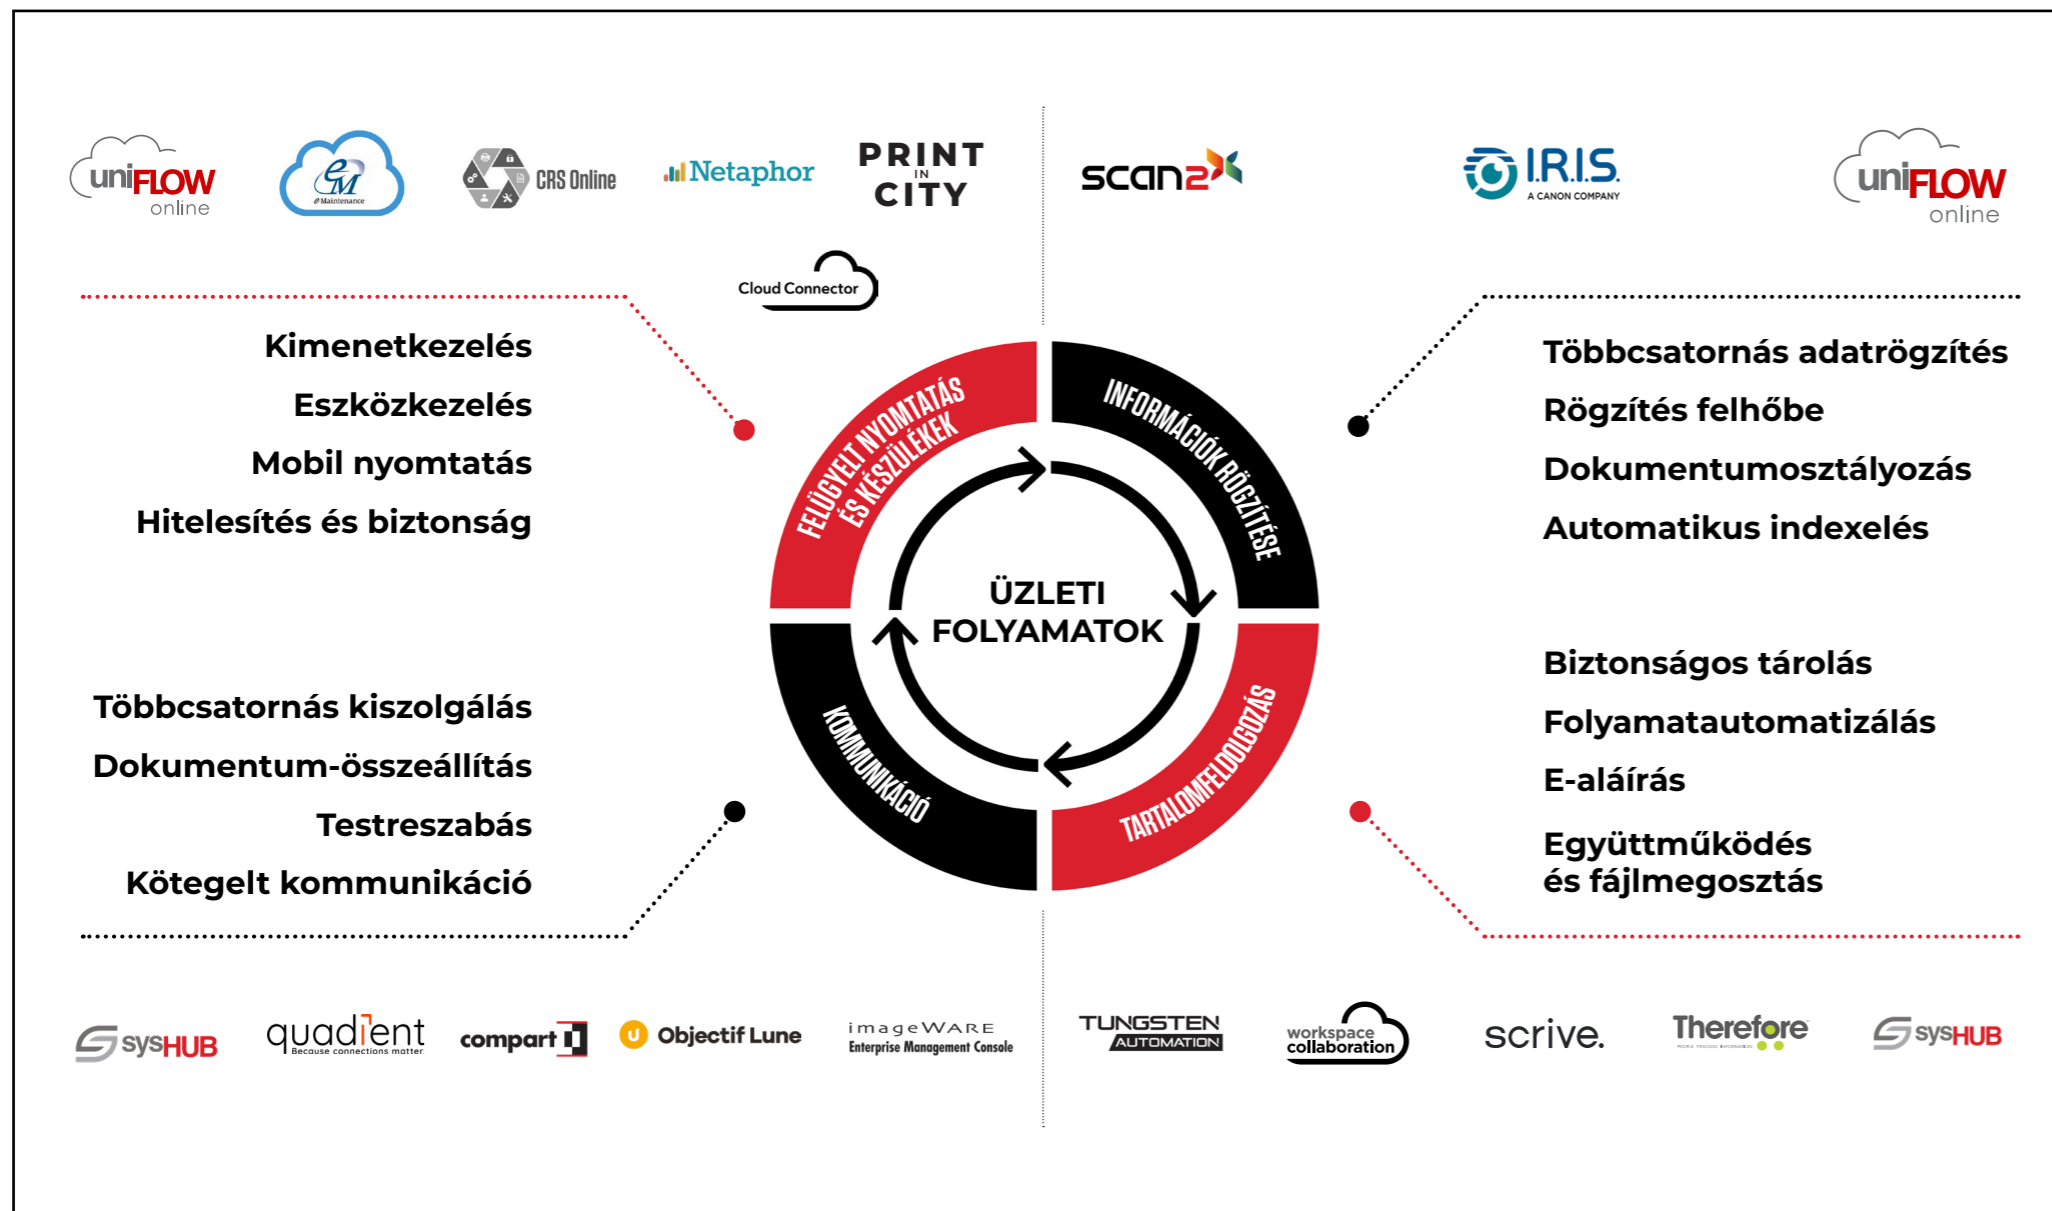 uniFLOW
online
eM
e Maintenance
CRS Online
Netaphor
PRINT
IN
CITY
Cloud Connector
scan2x
I.R.I.S.
A CANON COMPANY
uniFLOW
online
Kimenetkezelés
Eszközkezelés
Mobil nyomtatás
Hitelesítés és biztonság
Többcsatornás adatrögzítés
Rögzítés felhőbe
Dokumentumosztályozás
Automatikus indexelés
FELÜGYELT NYOMTATÁS
ÉS KÉSZÜLÉKEK
INFORMÁCIÓK RÖGZÍTÉSE
ÜZLETI
FOLYAMATOK
KOMMUNIKÁCIÓ
TARTALOMFELDOLGOZÁS
Többcsatornás kiszolgálás
Dokumentum-összeállítás
Testreszabás
Kötegelt kommunikáció
Biztonságos tárolás
Folyamatautomatizálás
E-aláírás
Együttműködés
és fájlmegosztás
sysHUB
quadient
Because connections matter.
compart
Objectif Lune
imageWARE
Enterprise Management Console
TUNGSTEN
AUTOMATION
workspace
collaboration
scrive.
Therefore
PEOPLE PROCESS INFORMATION
sysHUB